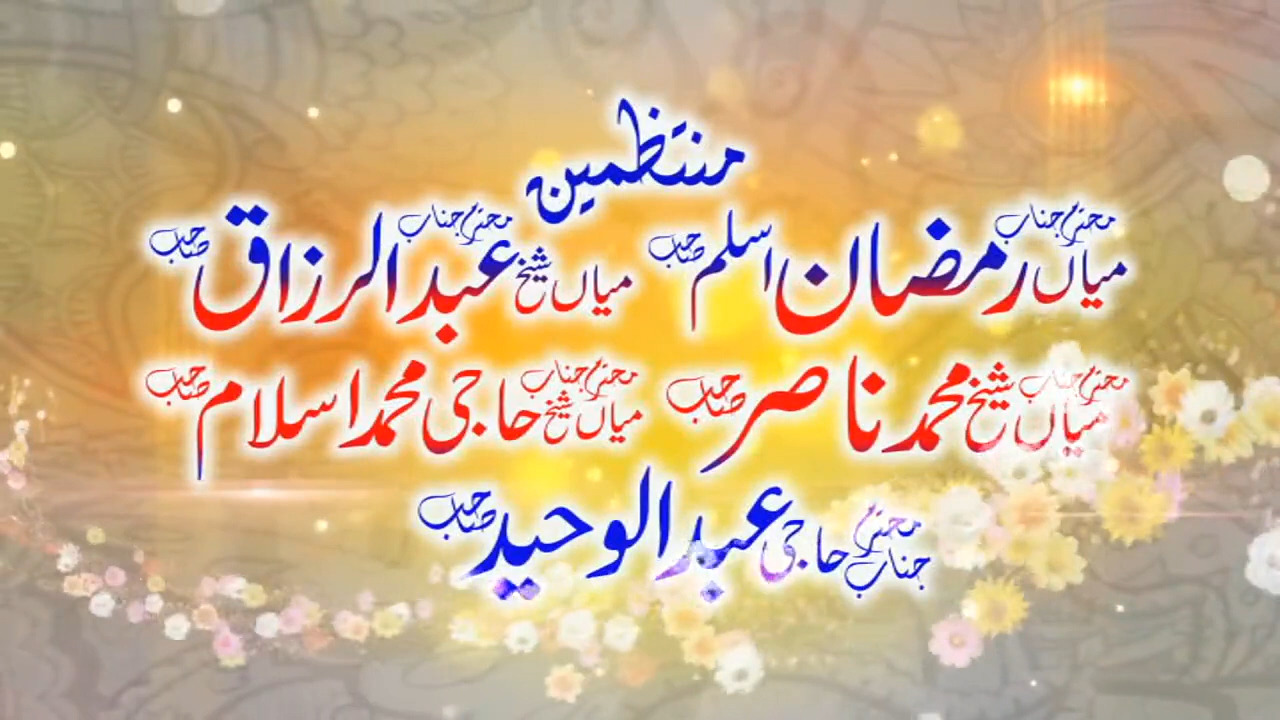 منتظمین
محترم جناب میاں رمضان اسلم صاحب محترم جناب میاں شیخ عبدالرزاق صاحب
محترم جناب میاں شیخ محمد ناصر صاحب محترم جناب میاں شیخ حاجی محمد اسلام صاحب
محترم جناب حاجی عبدالوحید صاحب